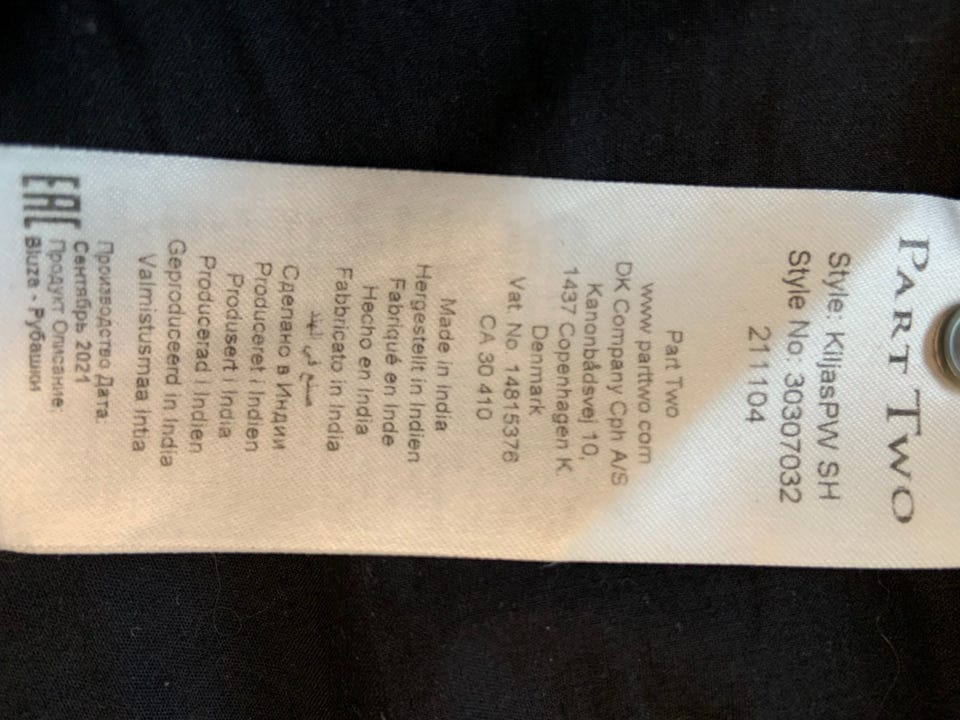 PART TWO
Style: KiljasPW SH
Style No: 30307032
211104
Part Two
www parttwo com
DK Company Cph A/S
Kanonbådsvej 10,
1437 Copenhagen K
Denmark
Vat. No. 14815376
CA 30 410
Made in India
Hergestellt in Indien
Fabriqué en Inde
Hecho en India
Fabbricato in India
صنع في الهند
Сделано в Индии
Produceret i Indien
Produsert i India
Producerad i Indien
Geproduceerd in India
Valmistusmaa Intia
Производство Дата:
Сентябрь 2021
Продукт Описание:
Bluza - Рубашки
EAC